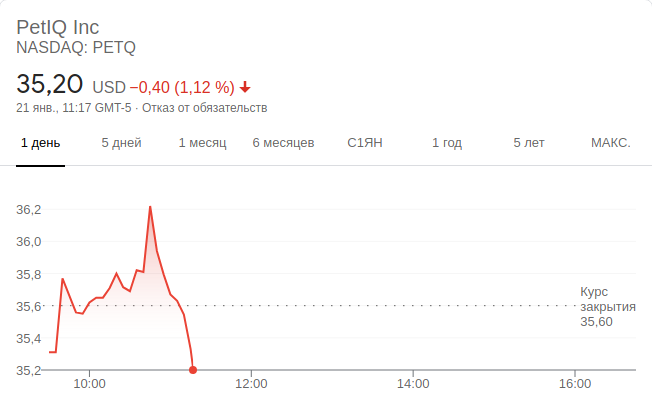 PetIQ Inc
NASDAQ: PETQ
35,20 USD −0,40 (1,12 %)
21 янв., 11:17 GMT-5 · Отказ от обязательств
1 день 5 дней 1 месяц 6 месяцев С1ЯН 1 год 5 лет МАКС.
36,2
36,0
35,8
35,6
35,4
35,2
Курс
закрытия
35,60
10:00 12:00 14:00 16:00